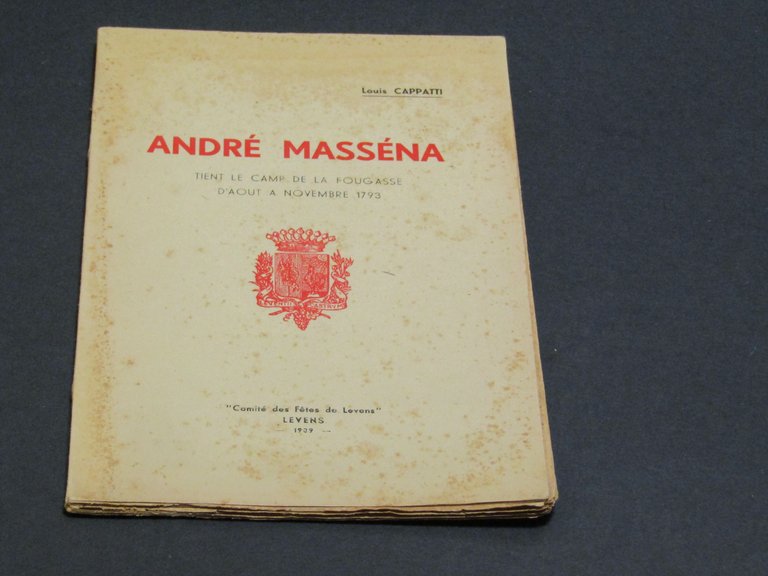 Louis CAPPATTI
ANDRÉ MASSÉNA
TIENT LE CAMP DE LA FOUGASSE
D'AOUT A NOVEMBRE 1793
"Comité des Fêtes de Levens"
LEVENS
— 1939 —